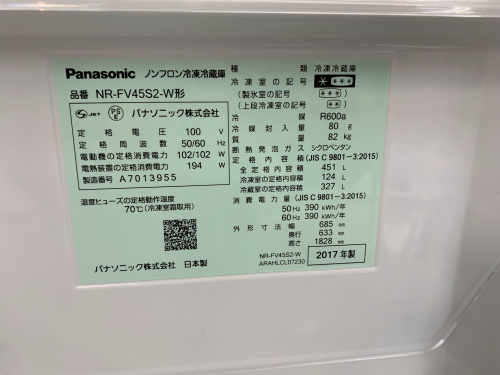 Panasonic ノンフロン冷凍冷蔵庫
品番 NR-FV45S2-W形
JET PSE パナソニック株式会社
定格電圧 100 V
定格周波数 50/60 Hz
電動機の定格消費電力 102/102 W
電熱装置の定格消費電力 194 W
製造番号 A7013955
温度ヒューズの定格動作温度
70℃(冷凍室霜取用)
パナソニック株式会社 日本製
種類 冷凍冷蔵庫
冷凍室の記号 ****
(製氷室の記号 **)
(上段冷凍室の記号 **)
冷媒 R600a
冷媒封入量 80 g
質量 82 kg
断熱発泡ガス シクロペンタン
定格内容積(JIS C 9801-3:2015)
全定格内容積 451 L
冷凍室の定格内容積 124 L
冷蔵室の定格内容積 327 L
消費電力量(JIS C 9801-3:2015)
50Hz 390 kWh/年
60Hz 390 kWh/年
外形寸法 幅 685 mm
奥行 633 mm
高さ 1828 mm
NR-FV45S2-W
ARAHLCL07230
2017年製